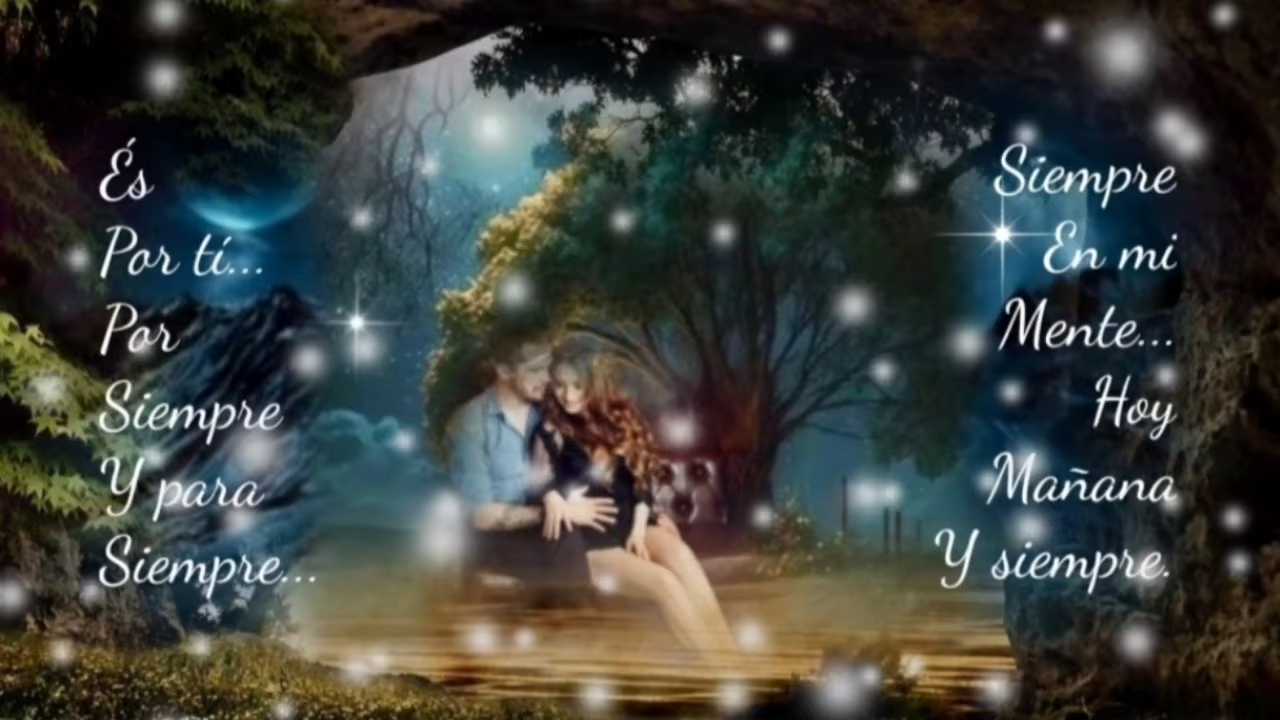 És
Por tí...
Por
Siempre
Y para
Siempre...
Siempre
En mi
Mente...
Hoy
Mañana
Y siempre.